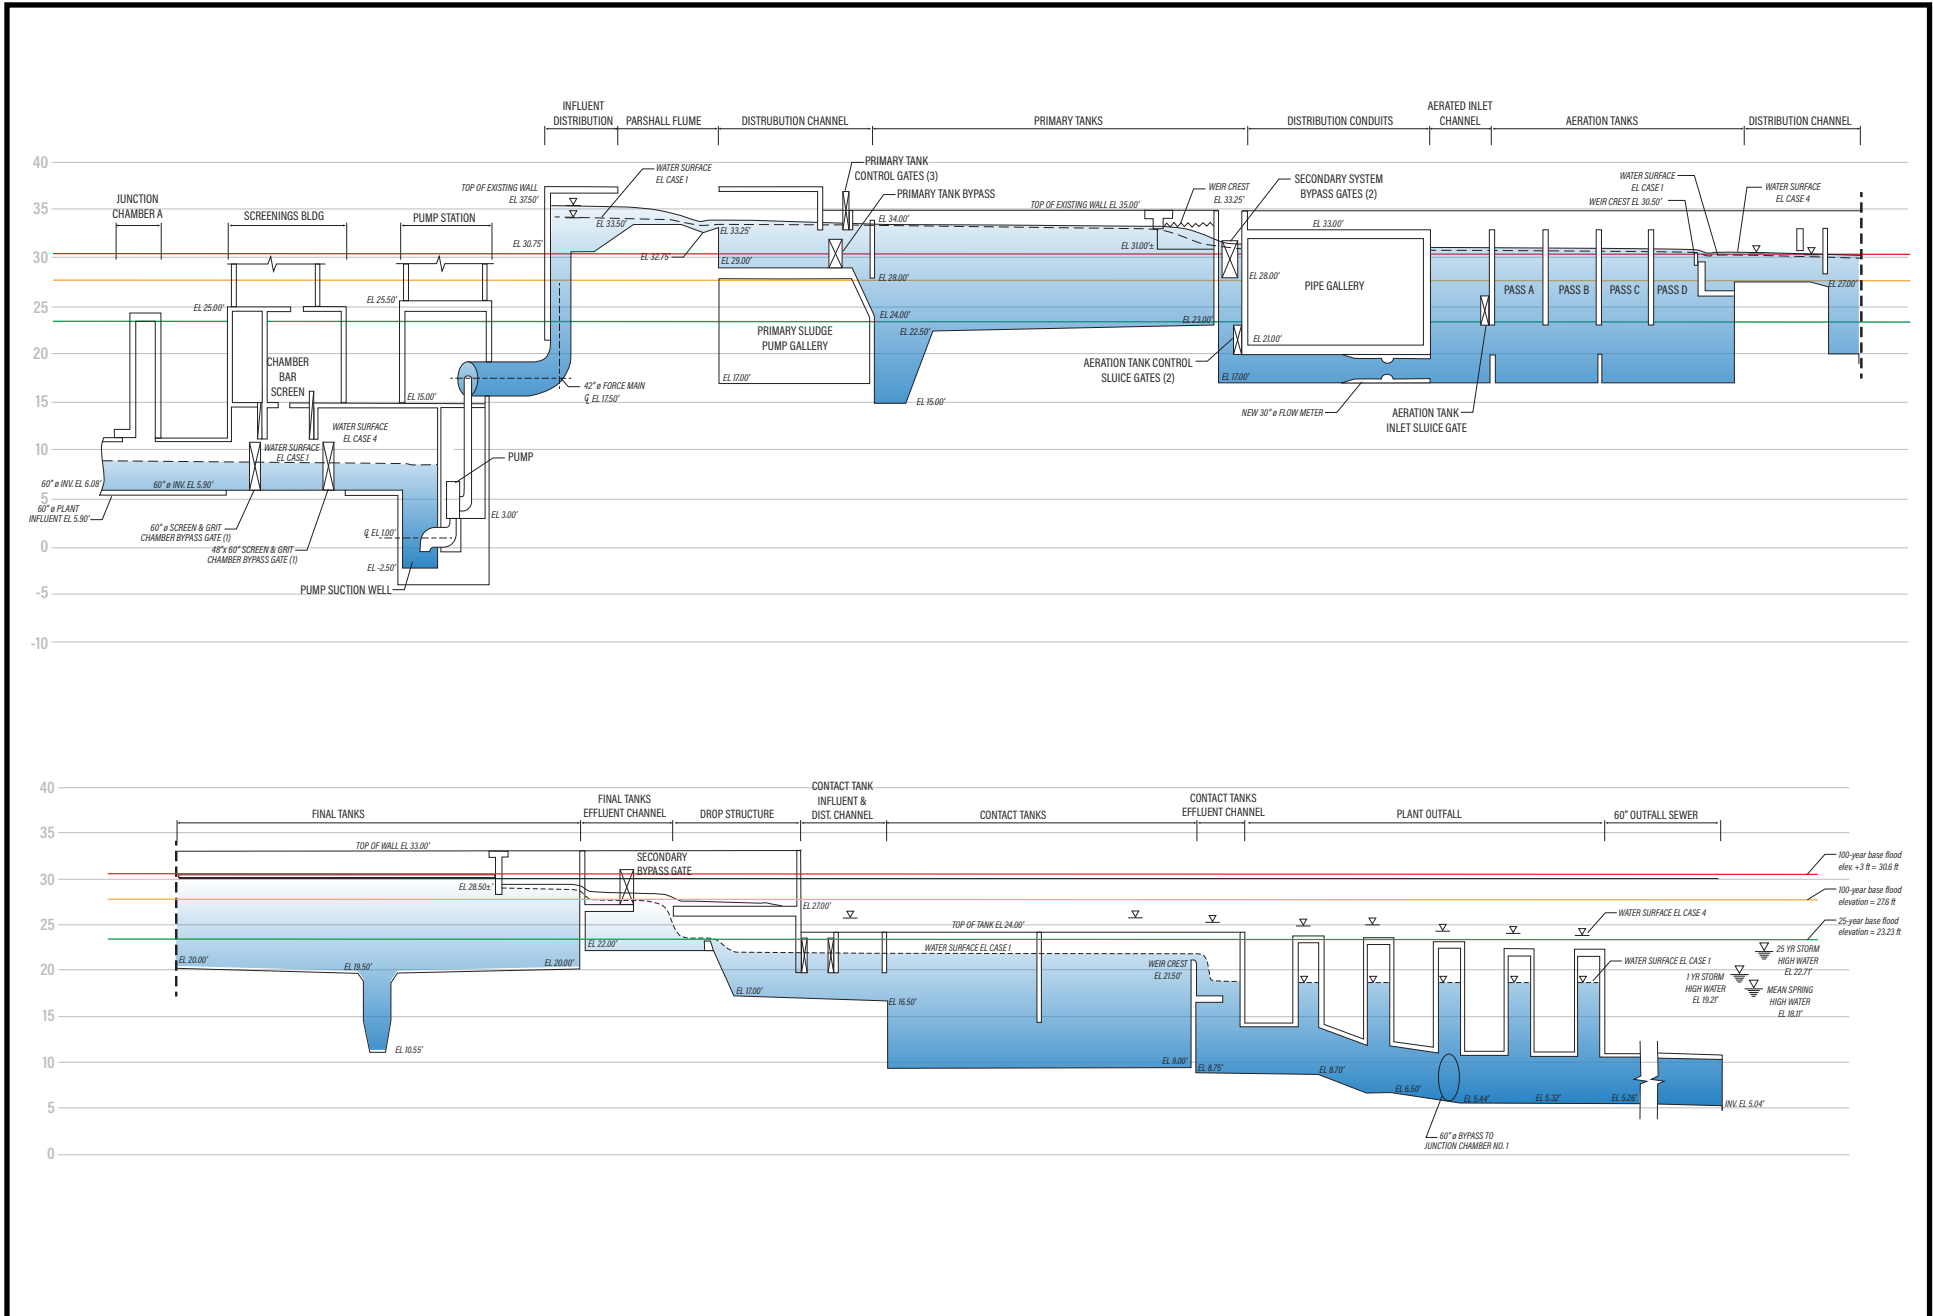 INFLUENT
DISTRIBUTION
PARSHALL FLUME
DISTRUBUTION CHANNEL
PRIMARY TANKS
DISTRIBUTION CONDUITS
AERATED INLET
CHANNEL
AERATION TANKS
DISTRIBUTION CHANNEL
40
35
30
25
20
15
10
5
0
-5
-10
JUNCTION
CHAMBER A
SCREENINGS BLDG
PUMP STATION
TOP OF EXISTING WALL
EL 37.50'
WATER SURFACE
EL CASE 1
PRIMARY TANK
CONTROL GATES (3)
PRIMARY TANK BYPASS
WEIR CREST
EL 33.25'
SECONDARY SYSTEM
BYPASS GATES (2)
WATER SURFACE
EL CASE 1
WATER SURFACE
EL CASE 4
WEIR CREST EL 30.50'
TOP OF EXISTING WALL EL 35.00'
EL 33.50'
EL 33.25'
EL 34.00'
EL 33.00'
EL 30.75'
EL 32.75'
EL 31.00'±
EL 29.00'
EL 28.00'
EL 28.00'
EL 27.00'
PIPE GALLERY
PASS A
PASS B
PASS C
PASS D
EL 25.00'
EL 25.50'
EL 24.00'
EL 23.00'
EL 22.50'
PRIMARY SLUDGE
PUMP GALLERY
EL 21.00'
CHAMBER
BAR
SCREEN
AERATION TANK CONTROL
SLUICE GATES (2)
EL 17.00'
EL 17.00'
42" ø FORCE MAIN
℄ EL 17.50'
EL 15.00'
EL 15.00'
NEW 30" ø FLOW METER
AERATION TANK
INLET SLUICE GATE
WATER SURFACE
EL CASE 4
WATER SURFACE
EL CASE 1
PUMP
60" ø INV. EL 6.08'
60" ø INV. EL 5.90'
60" ø PLANT
INFLUENT EL 5.90'
60" ø SCREEN & GRIT
CHAMBER BYPASS GATE (1)
48"x 60" SCREEN & GRIT
CHAMBER BYPASS GATE (1)
EL 3.00'
℄ EL 1.00'
EL -2.50'
PUMP SUCTION WELL
40
35
30
25
20
15
10
5
0
FINAL TANKS
FINAL TANKS
EFFLUENT CHANNEL
DROP STRUCTURE
CONTACT TANK
INFLUENT &
DIST. CHANNEL
CONTACT TANKS
CONTACT TANKS
EFFLUENT CHANNEL
PLANT OUTFALL
60" OUTFALL SEWER
TOP OF WALL EL 33.00'
SECONDARY
BYPASS GATE
100-year base flood
elev. +3 ft = 30.6 ft
100-year base flood
elevation = 27.6 ft
25-year base flood
elevation = 23.23 ft
EL 28.50±'
EL 27.00'
WATER SURFACE EL CASE 4
TOP OF TANK EL 24.00'
WATER SURFACE EL CASE 1
EL 22.00'
EL 20.00'
EL 19.50'
EL 20.00'
WEIR CREST
EL 21.50'
WATER SURFACE EL CASE 1
25 YR STORM
HIGH WATER
EL 22.71'
1 YR STORM
HIGH WATER
EL 19.21'
MEAN SPRING
HIGH WATER
EL 18.11'
EL 17.00'
EL 16.50'
EL 10.55'
EL 9.00'
EL 8.75'
EL 8.70'
EL 6.50'
EL 5.44'
EL 5.32'
EL 5.26'
INV. EL 5.04'
60" ø BYPASS TO
JUNCTION CHAMBER NO. 1